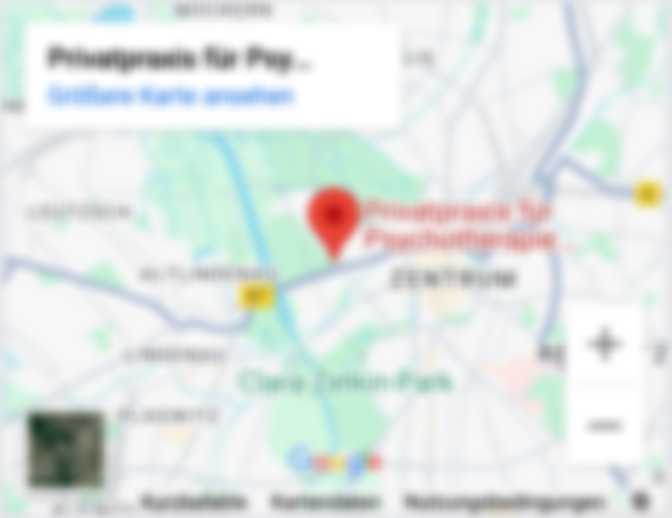 MÖCKERN
Privatpraxis für Psy...
Größere Karte ansehen
LEUTZSCH
Privatpraxis für
Psychotherapie...
ALTLINDENAU
ZENTRUM
87
LINDENAU
Clara-Zetkin-Park
PLAGWITZ
Google
Kurzbefehle
Kartendaten
Nutzungsbedingungen